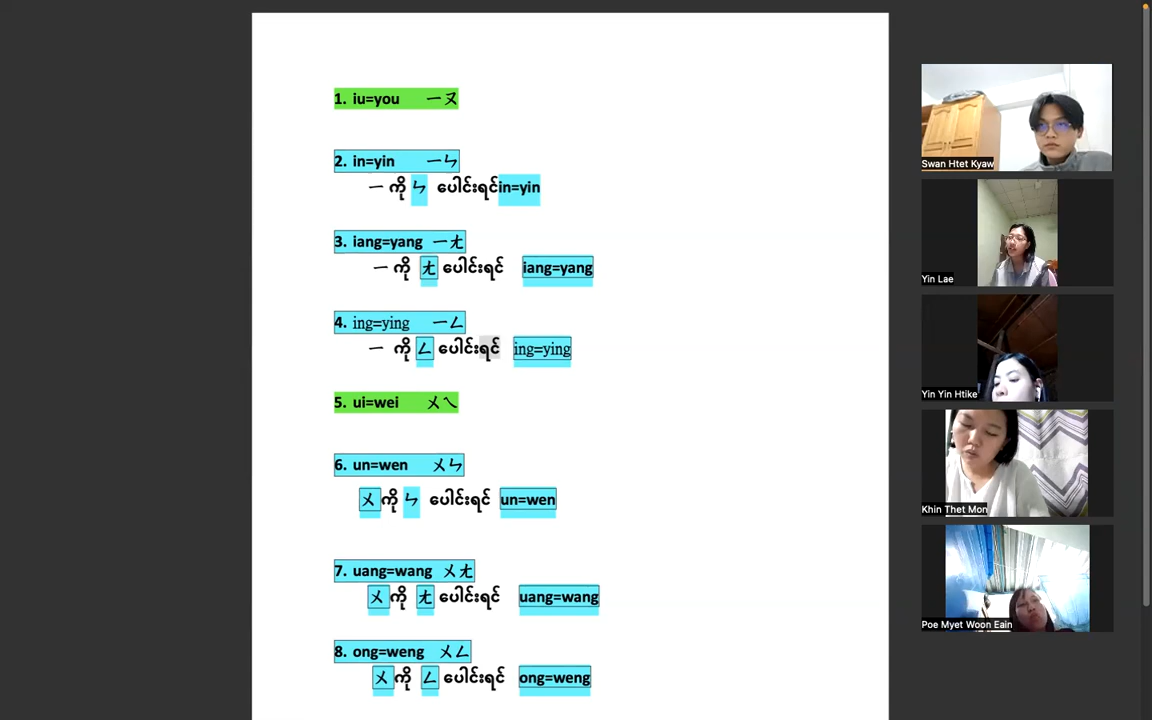 1. iu=you ㄧㄡ
2. in=yin ㄧㄣ
ㄧ ကို ㄣ ပေါင်းရင်in=yin
3. iang=yang ㄧㄤ
ㄧ ကို ㄤ ပေါင်းရင် iang=yang
4. ing=ying ㄧㄥ
ㄧ ကို ㄥ ပေါင်းရင် ing=ying
5. ui=wei ㄨㄟ
6. un=wen ㄨㄣ
ㄨ ကို ㄣ ပေါင်းရင် un=wen
7. uang=wang ㄨㄤ
ㄨ ကို ㄤ ပေါင်းရင် uang=wang
8. ong=weng ㄨㄥ
ㄨ ကို ㄥ ပေါင်းရင် ong=weng
Swan Htet Kyaw
Yin Lae
Yin Yin Htike
Khin Thet Mon
Poe Myet Woon Eain